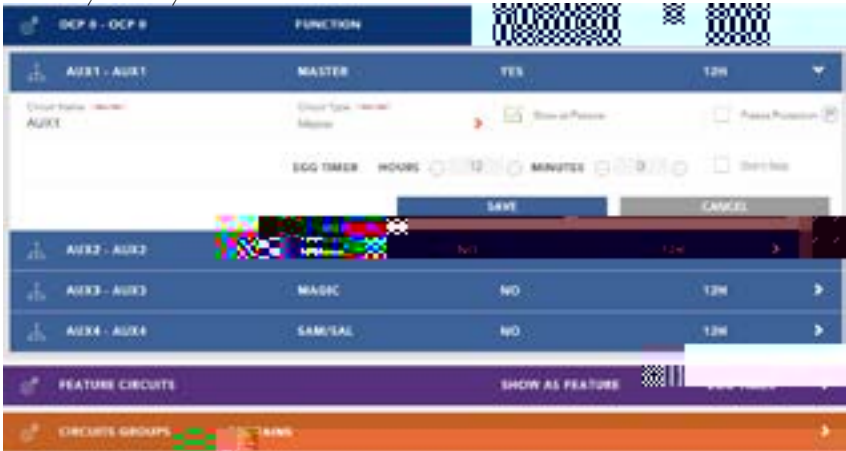 OCP 0 - OCP 0 FUNCTION
AUX1 - AUX1 MASTER YES 12H
Circuit Name
Circuit Type
Show as Feature
Freeze Protection
AUX1
Master
EGG TIMER HOURS 12 MINUTES 0 Don't Stop
SAVE CANCEL
AUX2 - AUX2 NO 12H
AUX3 - AUX3 MAGIC NO 12H
AUX4 - AUX4 SAM/SAL NO 12H
FEATURE CIRCUITS SHOW AS FEATURE
CIRCUITS GROUPS